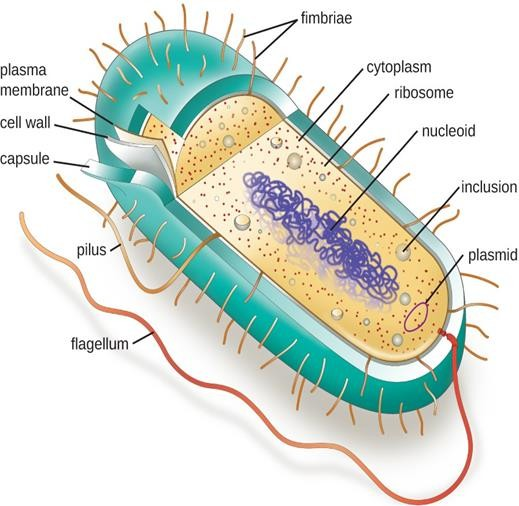 fimbriae
plasma
membrane
cytoplasm
ribosome
cell wall
nucleoid
capsule
inclusion
pilus
plasmid
flagellum